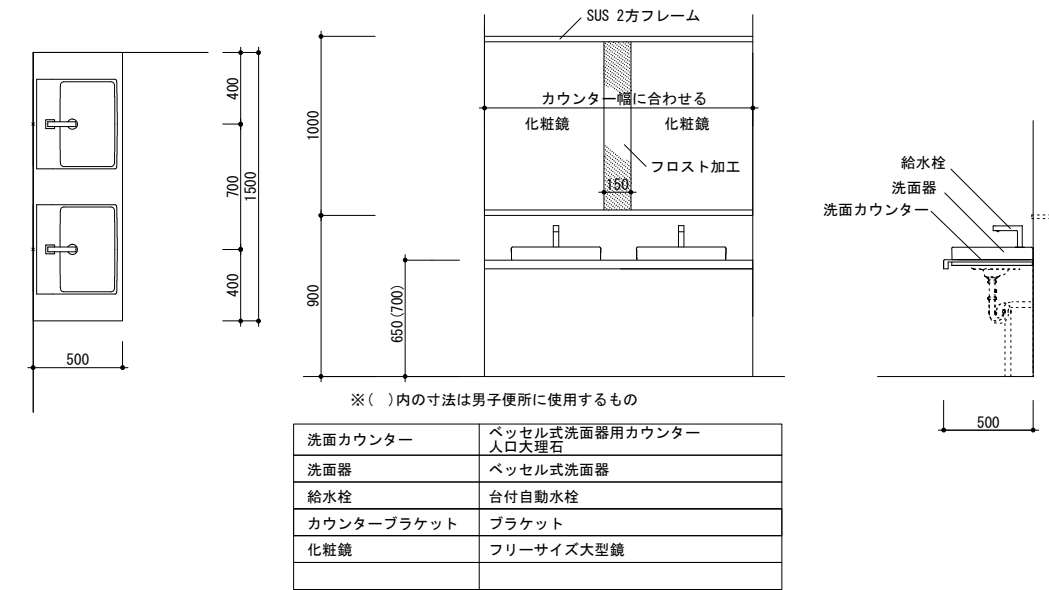 SUS 2方フレーム
カウンター幅に合わせる
化粧鏡
化粧鏡
フロスト加工
150
1000
900
650(700)
400
700
400
1500
500
給水栓
洗面器
洗面カウンター
500
※(　)内の寸法は男子便所に使用するもの
洗面カウンター
ベッセル式洗面器用カウンター
人口大理石
洗面器
ベッセル式洗面器
給水栓
台付自動水栓
カウンターブラケット
ブラケット
化粧鏡
フリーサイズ大型鏡